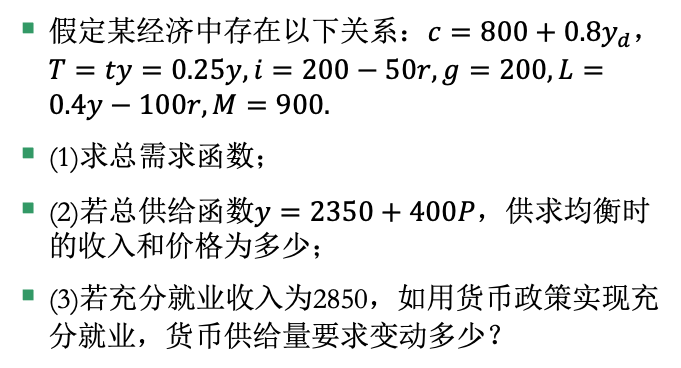 假定某经济中存在以下关系：c = 800 + 0.8y_d，
T = ty = 0.25y, i = 200 − 50r, g = 200, L =
0.4y − 100r, M = 900.
(1)求总需求函数；
(2)若总供给函数y = 2350 + 400P，供求均衡时
的收入和价格为多少；
(3)若充分就业收入为2850，如用货币政策实现充
分就业，货币供给量要求变动多少？